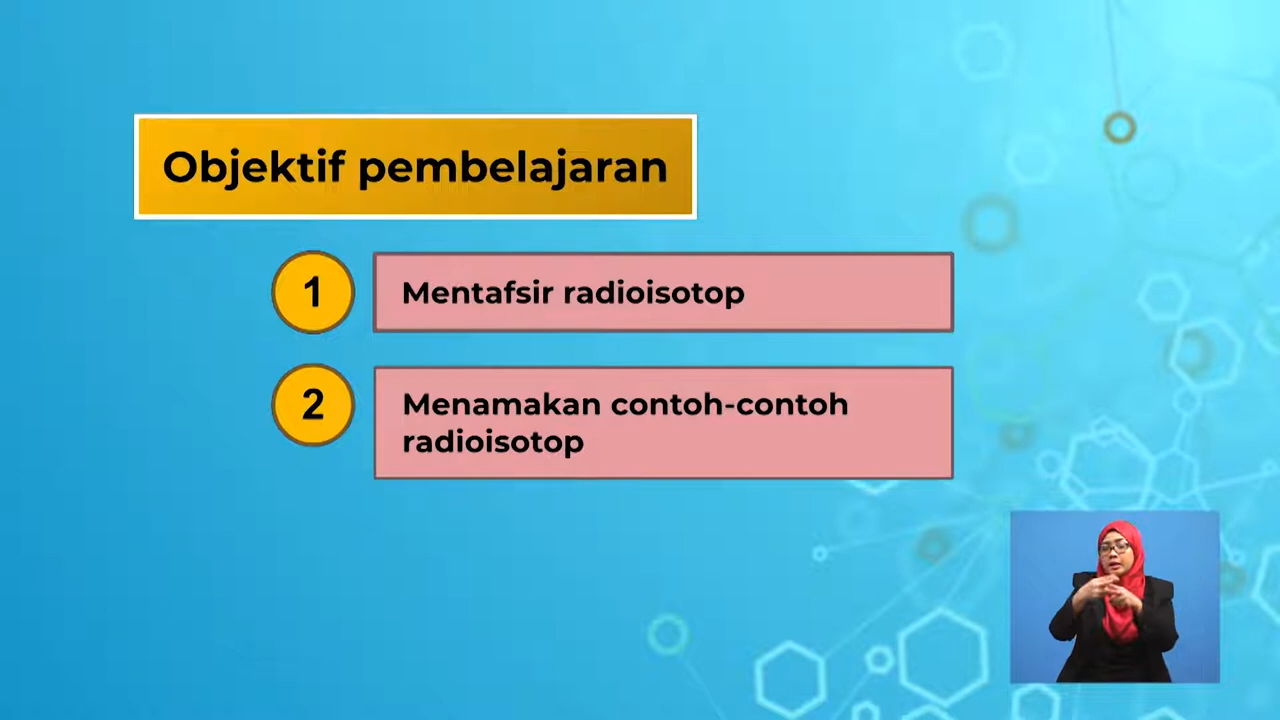 Objektif pembelajaran
1
Mentafsir radioisotop
2
Menamakan contoh-contoh
radioisotop